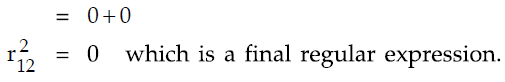 = 0+0
r²₁₂ = 0 which is a final regular expression.